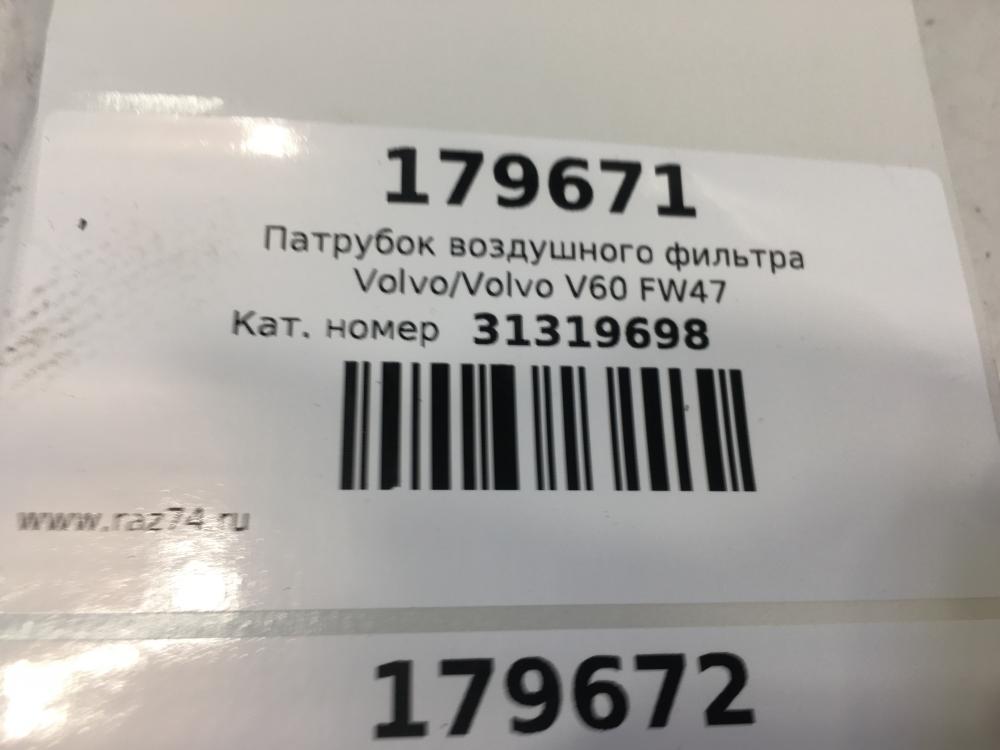 179671
Патрубок воздушного фильтра
Volvo/Volvo V60 FW47
Кат. номер 31319698
www.raz74.ru
179672